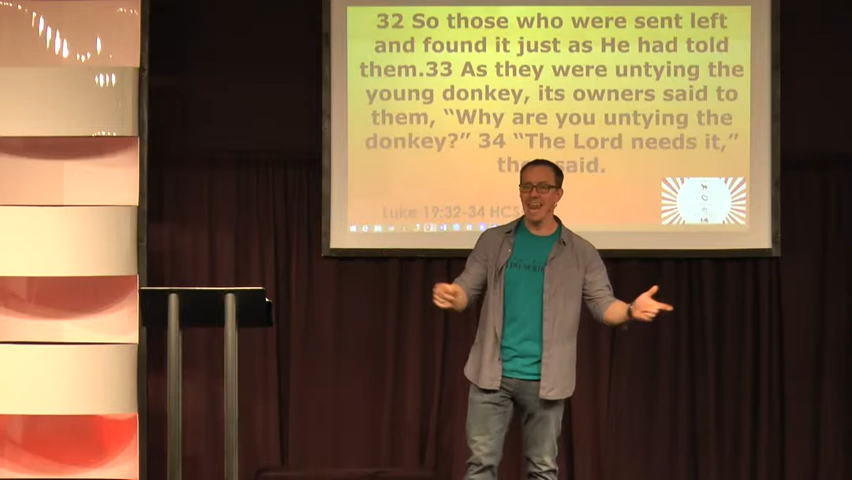 32 So those who were sent left
and found it just as He had told
them.33 As they were untying the
young donkey, its owners said to
them, “Why are you untying the
donkey?” 34 “The Lord needs it,”
said.
Luke 19:32-34 HCS